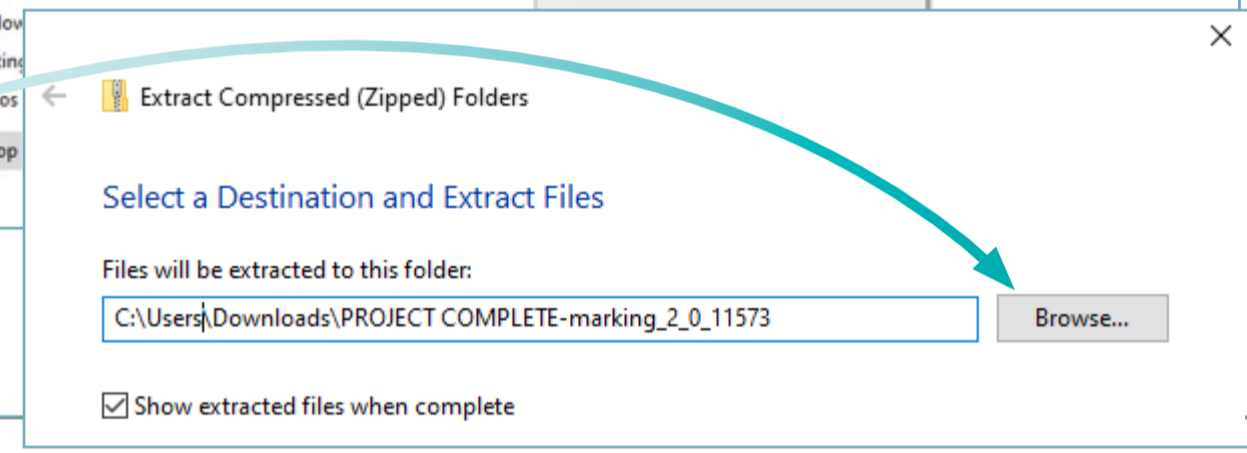 Extract Compressed (Zipped) Folders
Select a Destination and Extract Files
Files will be extracted to this folder:
C:\Users\Downloads\PROJECT COMPLETE-marking_2_0_11573
Browse...
Show extracted files when complete